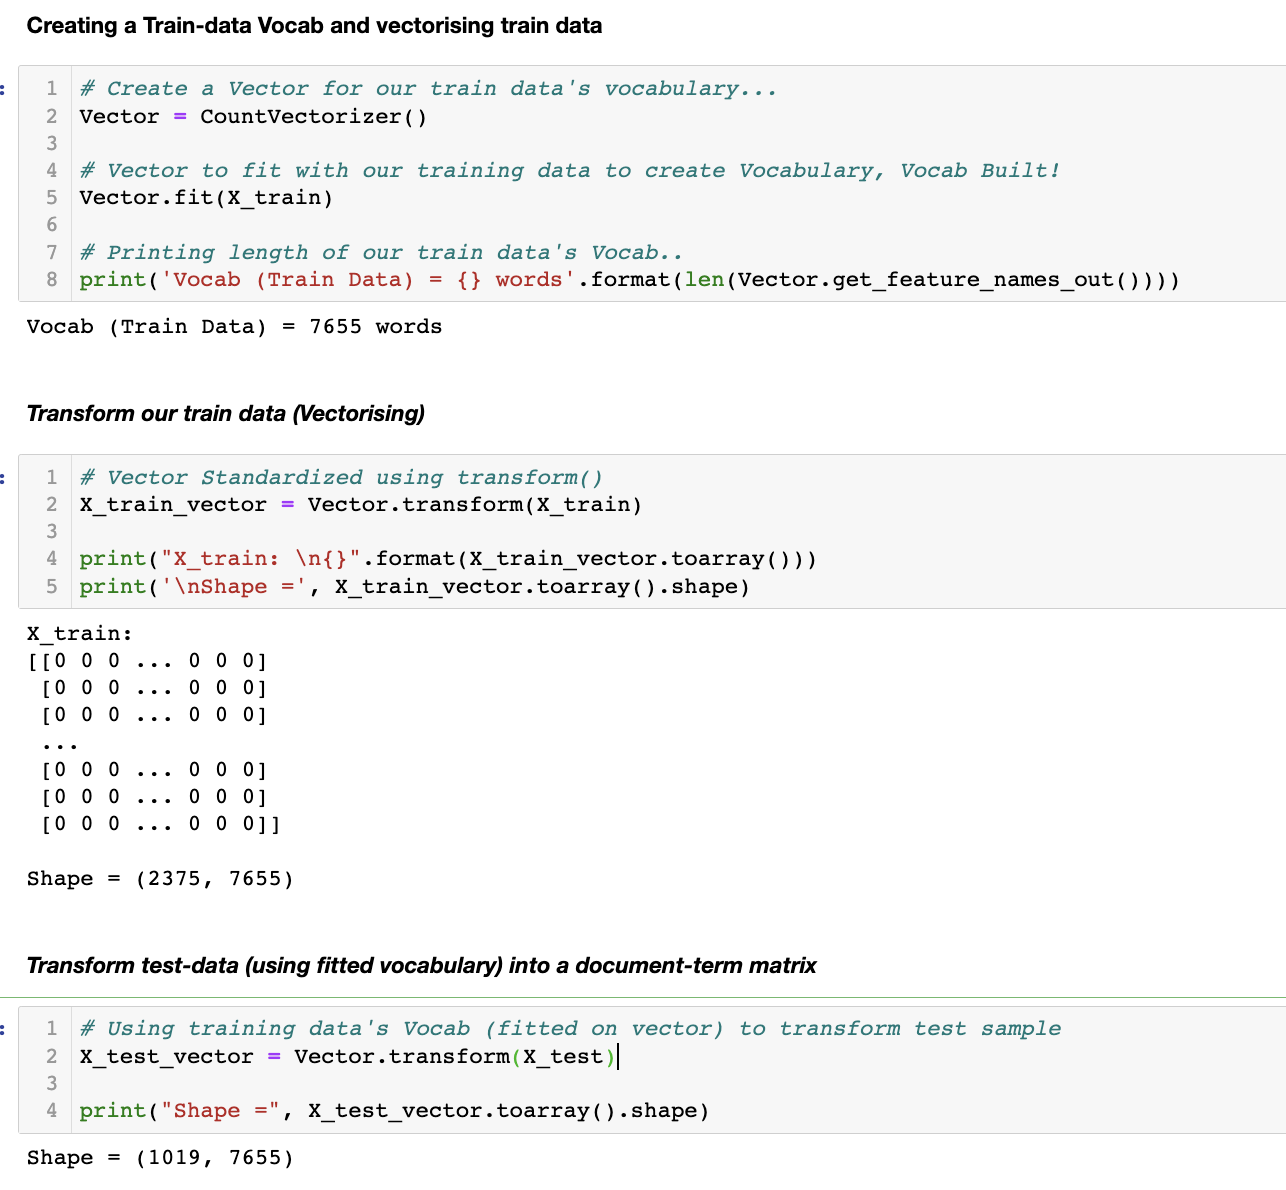 Creating a Train-data Vocab and vectorising train data
:
1 # Create a Vector for our train data's vocabulary...
2 Vector = CountVectorizer()
3
4 # Vector to fit with our training data to create Vocabulary, Vocab Built!
5 Vector.fit(X_train)
6
7 # Printing length of our train data's Vocab..
8 print('Vocab (Train Data) = {} words'.format(len(Vector.get_feature_names_out())))
Vocab (Train Data) = 7655 words
Transform our train data (Vectorising)
:
1 # Vector Standardized using transform()
2 X_train_vector = Vector.transform(X_train)
3
4 print("X_train: \n{}".format(X_train_vector.toarray()))
5 print('\nShape =', X_train_vector.toarray().shape)
X_train:
[[0 0 0 ... 0 0 0]
[0 0 0 ... 0 0 0]
[0 0 0 ... 0 0 0]
...
[0 0 0 ... 0 0 0]
[0 0 0 ... 0 0 0]
[0 0 0 ... 0 0 0]]
Shape = (2375, 7655)
Transform test-data (using fitted vocabulary) into a document-term matrix
:
1 # Using training data's Vocab (fitted on vector) to transform test sample
2 X_test_vector = Vector.transform(X_test)
3
4 print("Shape =", X_test_vector.toarray().shape)
Shape = (1019, 7655)